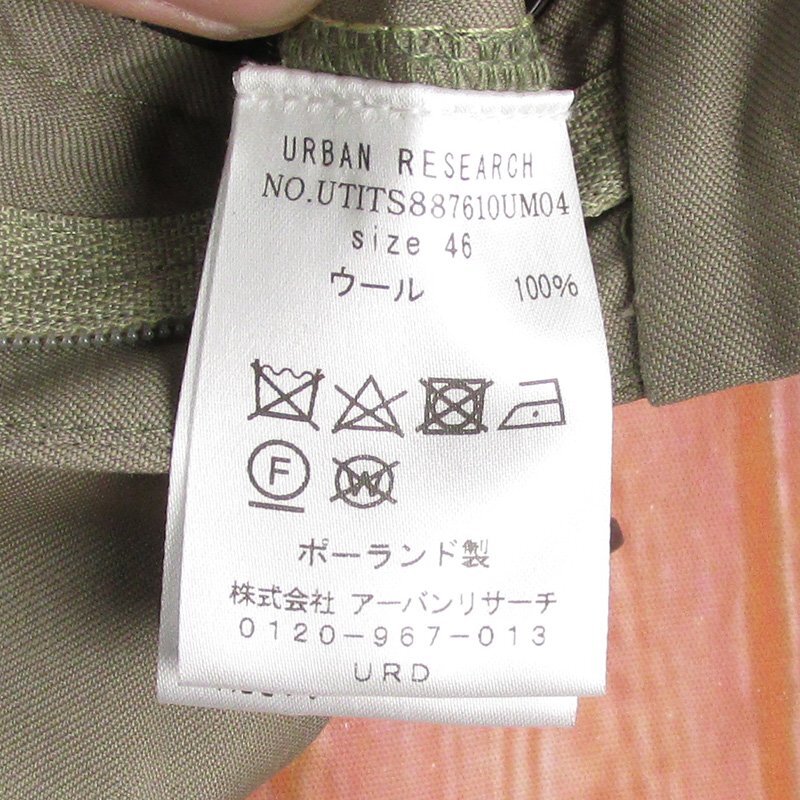 URBAN RESEARCH
NO.UTITS887610UM04
size 46
ウール 100%
F W
ポーランド製
株式会社 アーバンリサーチ
0120-967-013
URD